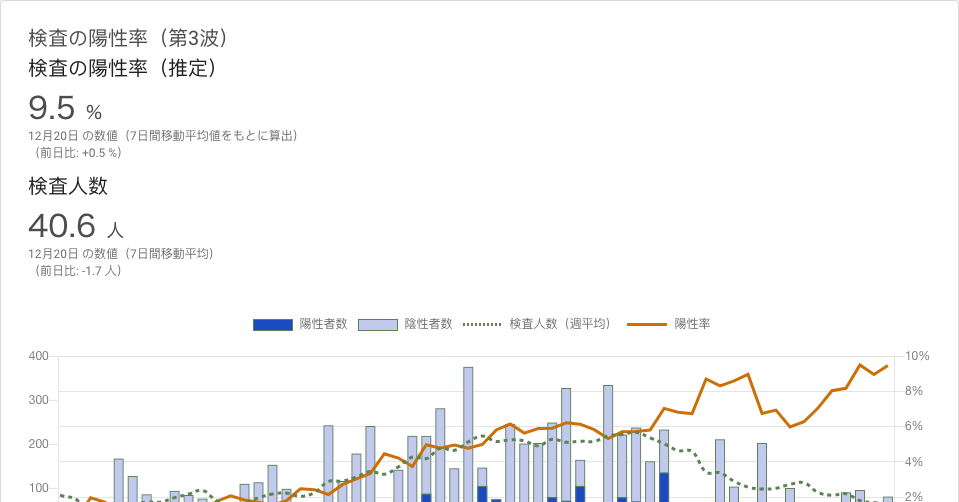 検査の陽性率（第3波）
検査の陽性率（推定）
9.5 %
12月20日 の数値（7日間移動平均値をもとに算出）
（前日比: +0.5 %）
検査人数
40.6 人
12月20日 の数値（7日間移動平均）
（前日比: -1.7 人）
陽性者数 陰性者数 検査人数（週平均） 陽性率
400 10%
8%
300
6%
200
4%
100
2%